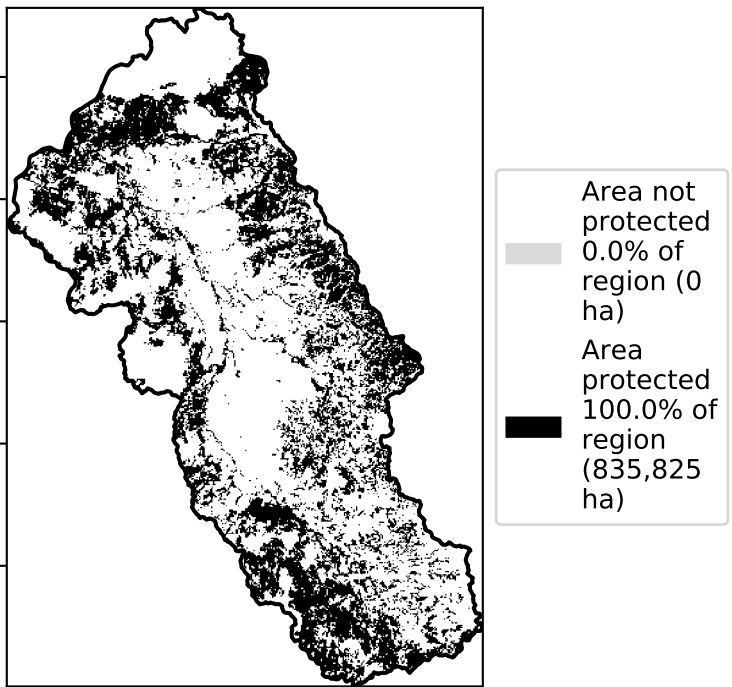 Area not
protected
0.0% of
region (0
ha)
Area
protected
100.0% of
region
(835,825
ha)